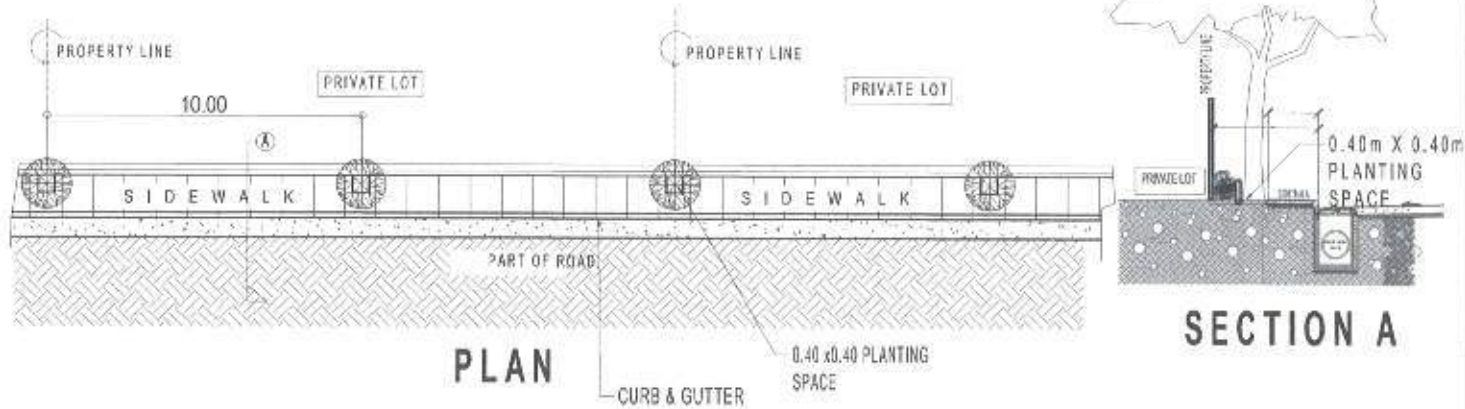 PROPERTY LINE
PROPERTY LINE
PRIVATE LOT
PRIVATE LOT
10.00
A
SIDEWALK
SIDEWALK
PART OF ROAD
PLAN
0.40 x0.40 PLANTING
SPACE
CURB & GUTTER
PROPERTY LINE
0.40m X 0.40m
PLANTING
SPACE
PRIVATE LOT
SECTION A